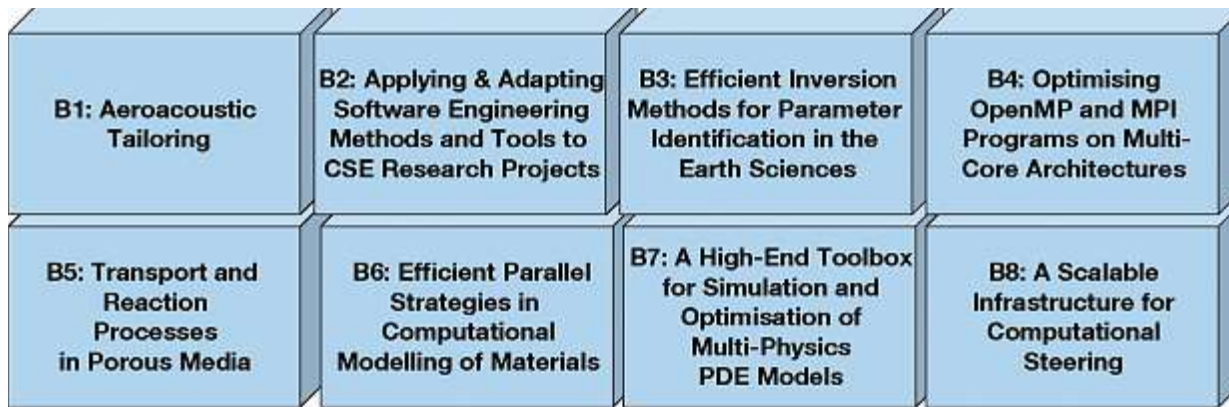 B1: Aeroacoustic
Tailoring
B2: Applying & Adapting
Software Engineering
Methods and Tools to
CSE Research Projects
B3: Efficient Inversion
Methods for Parameter
Identification in the
Earth Sciences
B4: Optimising
OpenMP and MPI
Programs on Multi-
Core Architectures
B5: Transport and
Reaction
Processes
in Porous Media
B6: Efficient Parallel
Strategies in
Computational
Modelling of Materials
B7: A High-End Toolbox
for Simulation and
Optimisation of
Multi-Physics
PDE Models
B8: A Scalable
Infrastructure for
Computational
Steering